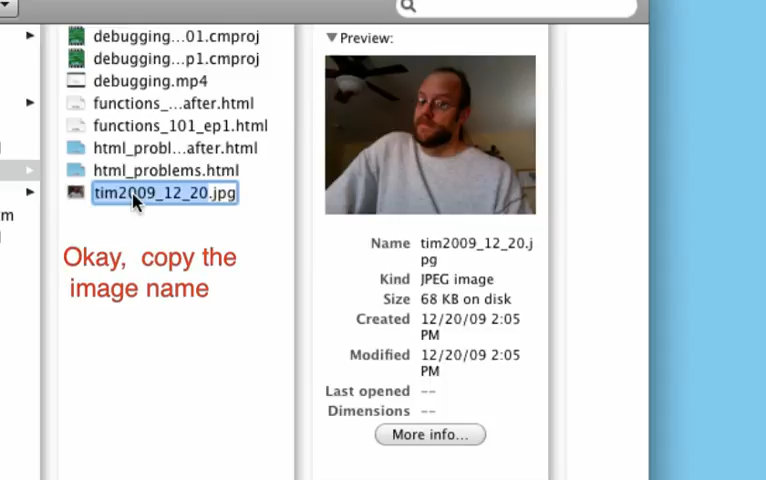 debugging...01.cmproj
debugging...p1.cmproj
debugging.mp4
functions_...after.html
functions_101_ep1.html
html_probl...after.html
html_problems.html
tim2009_12_20.jpg
m
Okay, copy the
image name
Preview:
Name tim2009_12_20.j
pg
Kind JPEG image
Size 68 KB on disk
Created 12/20/09 2:05
PM
Modified 12/20/09 2:05
PM
Last opened --
Dimensions --
More info...